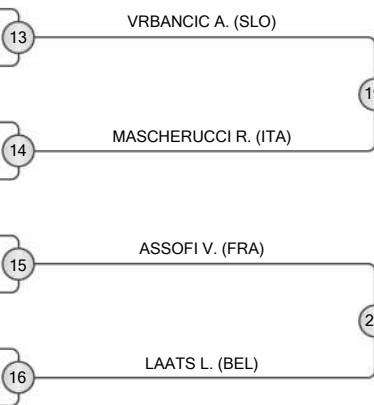 VRBANCIC A. (SLO)
13
MASCHERUCCI R. (ITA)
14
ASSOFI V. (FRA)
15
LAATS L. (BEL)
16